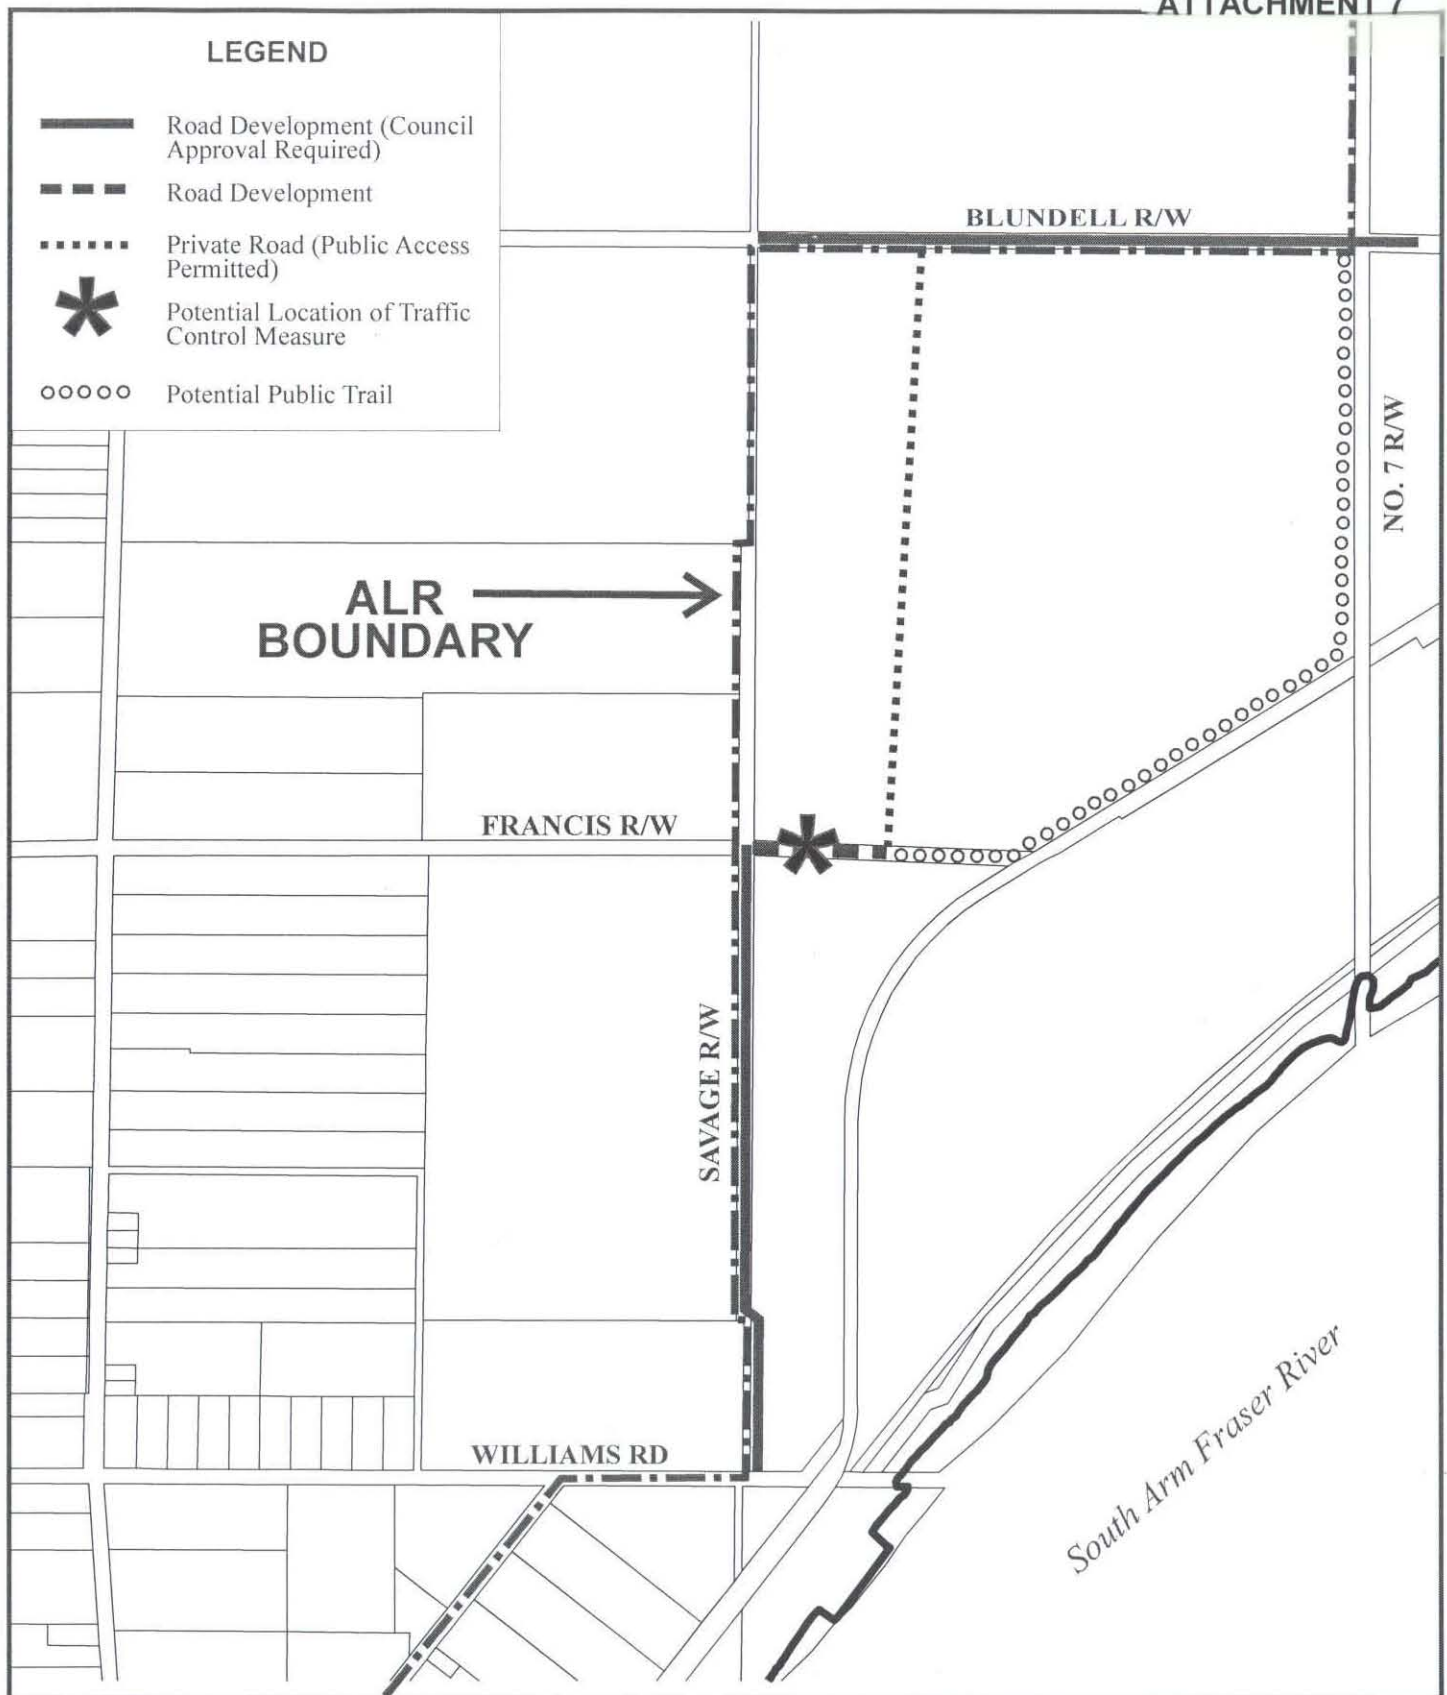 ATTACHMENT 7
LEGEND
Road Development (Council
Approval Required)
Road Development
Private Road (Public Access
Permitted)
Potential Location of Traffic
Control Measure
Potential Public Trail
BLUNDELL R/W
NO. 7 R/W
ALR
BOUNDARY
FRANCIS R/W
SAVAGE R/W
WILLIAMS RD
South Arm Fraser River